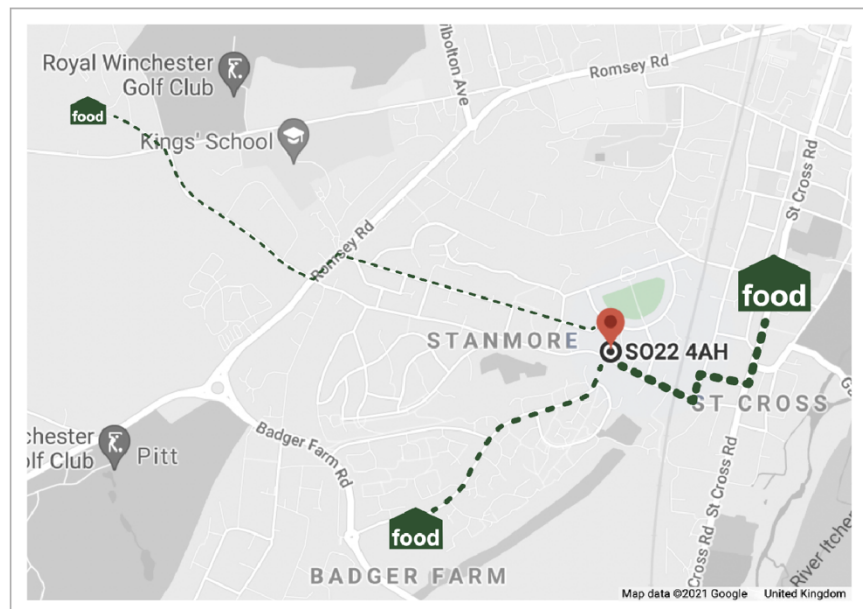 Royal Winchester
Golf Club
food
Kings' School
Romsey Rd
St Cross Rd
Romsey Rd
food
STANMORE
SO22 4AH
ST CROSS
Badger Farm Rd
chester
olf Club
Pitt
food
BADGER FARM
St Cross Rd
Cross Rd
River Itche
Map data ©2021 Google
United Kingdom